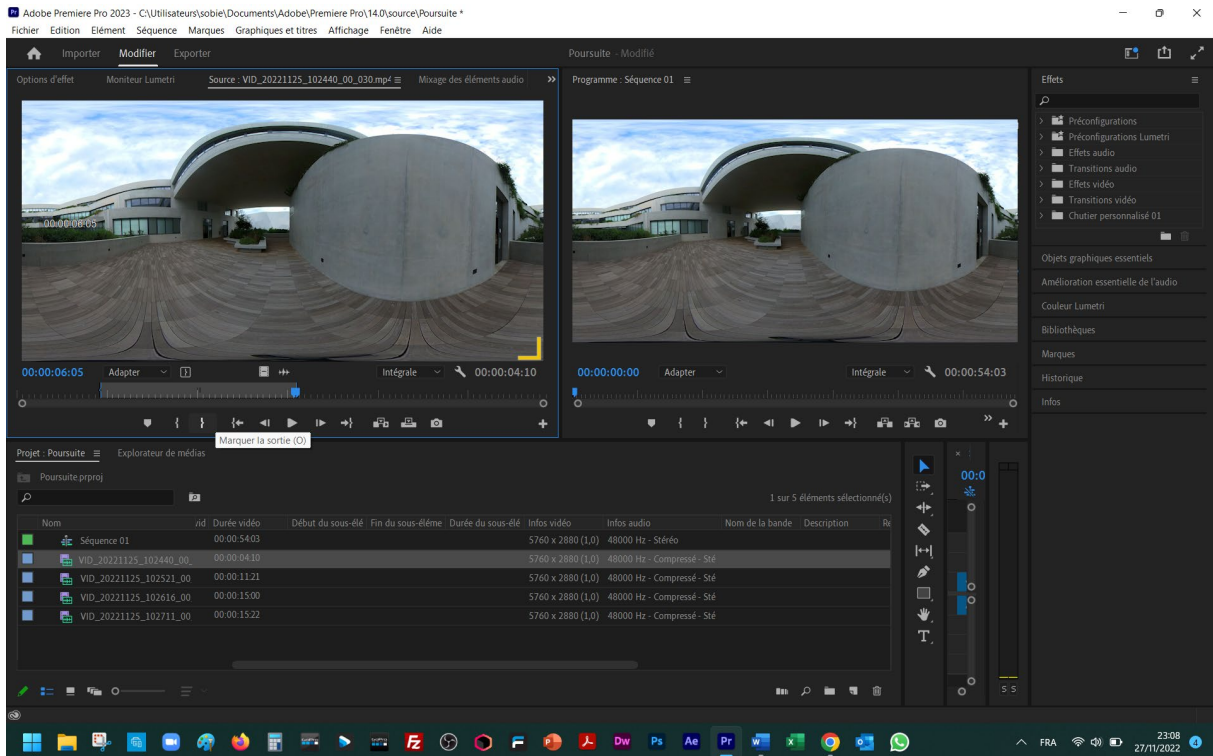 Adobe Premiere Pro 2023 - C:\Utilisateurs\sobie\Documents\Adobe\Premiere Pro\14.0\source\Poursuite *
Fichier Edition Elément Séquence Marques Graphiques et titres Affichage Fenêtre Aide
Importer Modifier Exporter
Poursuite - Modifié
Options d'effet Moniteur Lumetri Source : VID_20221125_102440_00_030.mp4 Mixage des éléments audio
Programme : Séquence 01
Effets
Préconfigurations
Préconfigurations Lumetri
Effets audio
Transitions audio
Effets vidéo
Transitions vidéo
Chutier personnalisé 01
00:00:06:05
Objets graphiques essentiels
Amélioration essentielle de l'audio
Couleur Lumetri
Bibliothèques
Marques
Historique
Infos
00:00:06:05 Adapter Intégrale 00:00:04:10
00:00:00:00 Adapter Intégrale 00:00:54:03
Marquer la sortie (O)
Projet : Poursuite Explorateur de médias
Poursuite.prproj
1 sur 5 éléments sélectionné(s)
Nom vid Durée vidéo Début du sous-élé Fin du sous-éléme Durée du sous-élé Infos vidéo Infos audio Nom de la bande Description Re
Séquence 01 00:00:54:03 5760 x 2880 (1,0) 48000 Hz - Stéréo
VID_20221125_102440_00_ 00:00:04:10 5760 x 2880 (1,0) 48000 Hz - Compressé - Sté
VID_20221125_102521_00 00:00:11:21 5760 x 2880 (1,0) 48000 Hz - Compressé - Sté
VID_20221125_102616_00 00:00:15:00 5760 x 2880 (1,0) 48000 Hz - Compressé - Sté
VID_20221125_102711_00 00:00:15:22 5760 x 2880 (1,0) 48000 Hz - Compressé - Sté
00:0
S S
FRA
23:08
27/11/2022
4